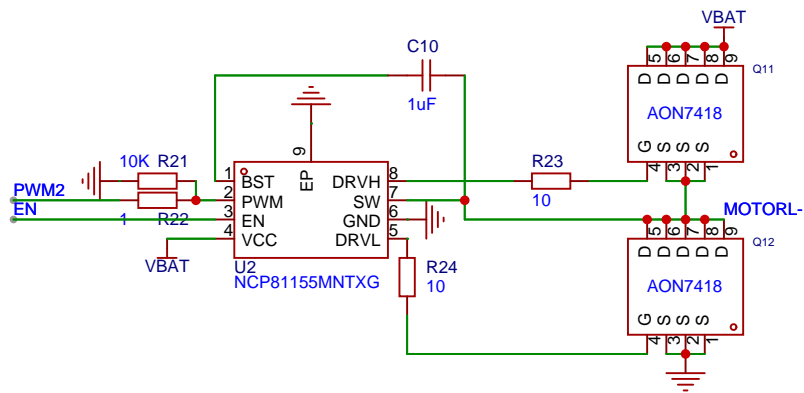 VBAT
C10
1uF
5 6 7 8 9
D D D D D
Q11
AON7418
G S S S
4 3 2 1
10K R21
PWM2
EN
1 R22
9
EP
1 BST
2 PWM
3 EN
4 VCC
DRVH 8
SW 7
GND 6
DRVL 5
VBAT
U2
NCP81155MNTXG
R23
10
R24
10
MOTORL-
5 6 7 8 9
D D D D D
Q12
AON7418
G S S S
4 3 2 1